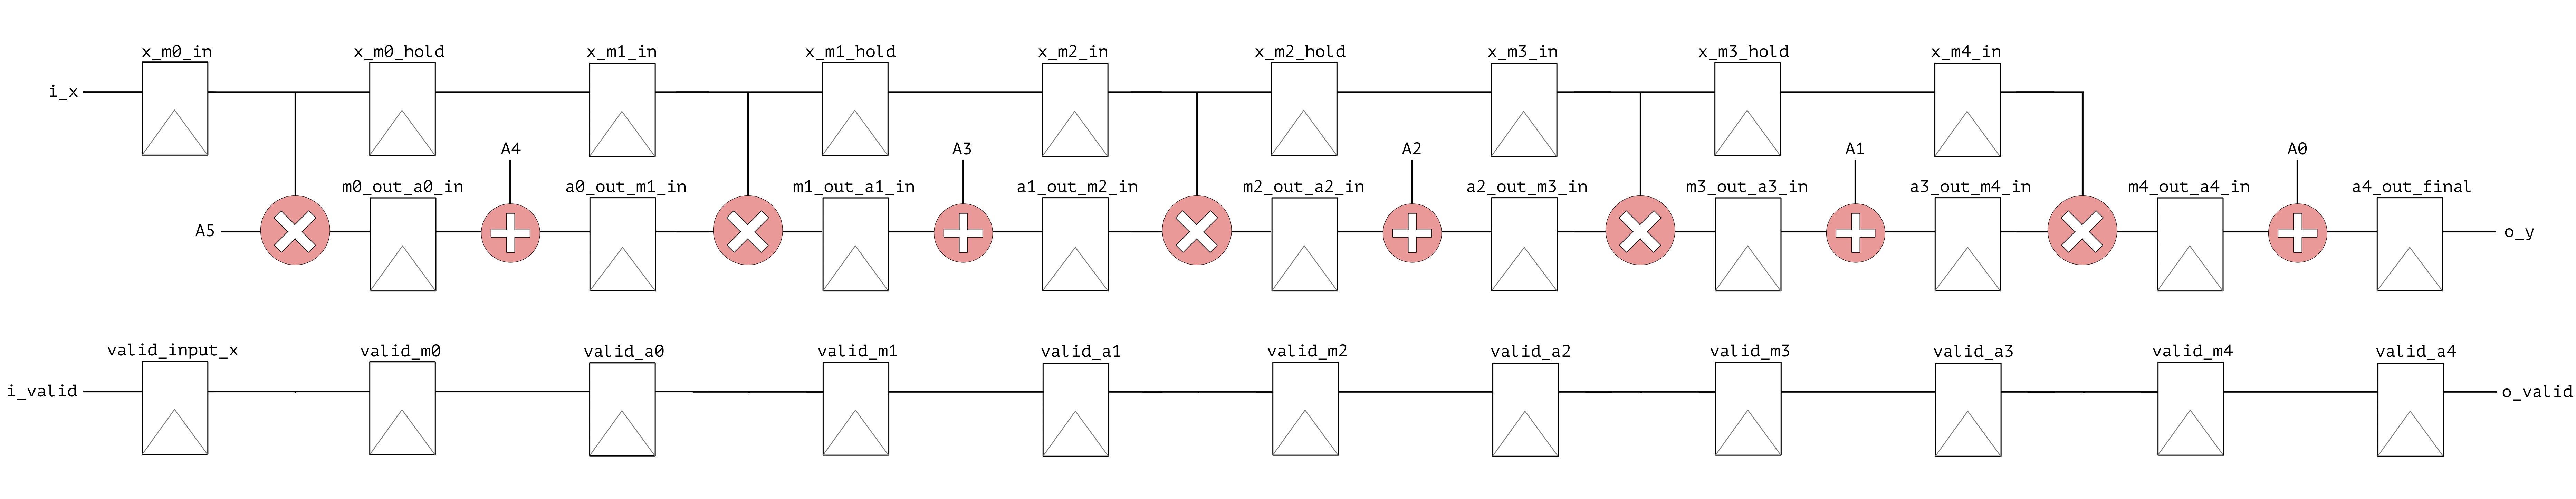 x_m0_in x_m0_hold x_m1_in x_m1_hold x_m2_in x_m2_hold x_m3_in x_m3_hold x_m4_in
i_x
A4 A3 A2 A1 A0
m0_out_a0_in a0_out_m1_in m1_out_a1_in a1_out_m2_in m2_out_a2_in a2_out_m3_in m3_out_a3_in a3_out_m4_in m4_out_a4_in a4_out_final
A5 o_y
valid_input_x valid_m0 valid_a0 valid_m1 valid_a1 valid_m2 valid_a2 valid_m3 valid_a3 valid_m4 valid_a4
i_valid o_valid